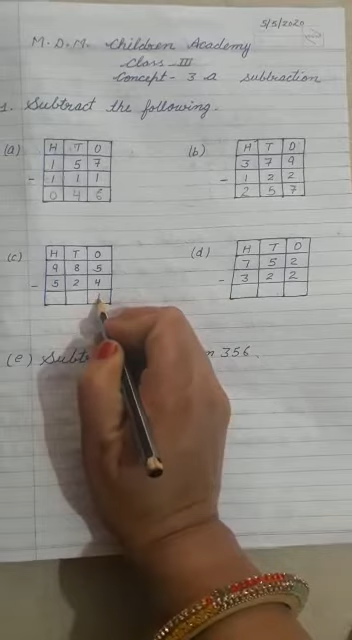 5/5/2020
M. D. M. Children Academy
Class - III
Concept - 3. a Subtraction
1. Subtract the following.
(a) H T O
1 5 7
- 1 1 1
0 4 6
(b) H T O
3 7 9
- 1 2 2
2 5 7
(c) H T O
9 8 5
- 5 2 4
(d) H T O
7 5 2
- 3 2 2
(e) 356.